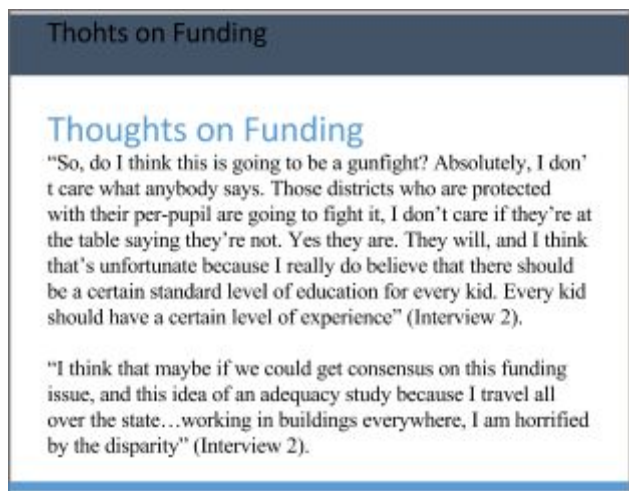 Thohts on Funding
Thoughts on Funding
“So, do I think this is going to be a gunfight? Absolutely, I don’
t care what anybody says. Those districts who are protected
with their per-pupil are going to fight it, I don’t care if they’re at
the table saying they’re not. Yes they are. They will, and I think
that’s unfortunate because I really do believe that there should
be a certain standard level of education for every kid. Every kid
should have a certain level of experience” (Interview 2).
“I think that maybe if we could get consensus on this funding
issue, and this idea of an adequacy study because I travel all
over the state…working in buildings everywhere, I am horrified
by the disparity” (Interview 2).